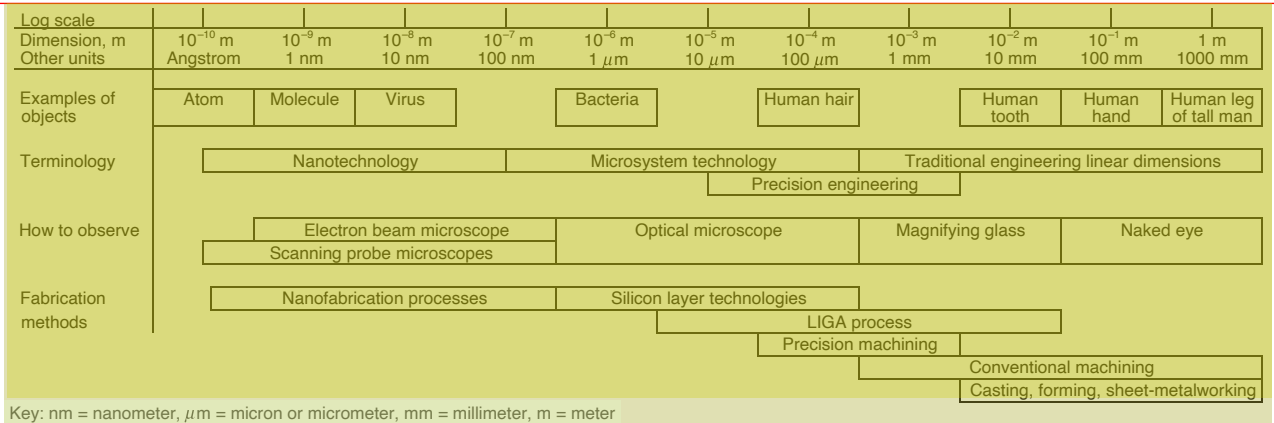 Log scale
Dimension, m 10⁻¹⁰ m 10⁻⁹ m 10⁻⁸ m 10⁻⁷ m 10⁻⁶ m 10⁻⁵ m 10⁻⁴ m 10⁻³ m 10⁻² m 10⁻¹ m 1 m
Other units Angstrom 1 nm 10 nm 100 nm 1 μm 10 μm 100 μm 1 mm 10 mm 100 mm 1000 mm
Examples of Atom Molecule Virus Bacteria Human hair Human Human Human leg
objects tooth hand of tall man
Terminology Nanotechnology Microsystem technology Traditional engineering linear dimensions
Precision engineering
How to observe Electron beam microscope Optical microscope Magnifying glass Naked eye
Scanning probe microscopes
Fabrication Nanofabrication processes Silicon layer technologies
methods LIGA process
Precision machining
Conventional machining
Casting, forming, sheet-metalworking
Key: nm = nanometer, μm = micron or micrometer, mm = millimeter, m = meter